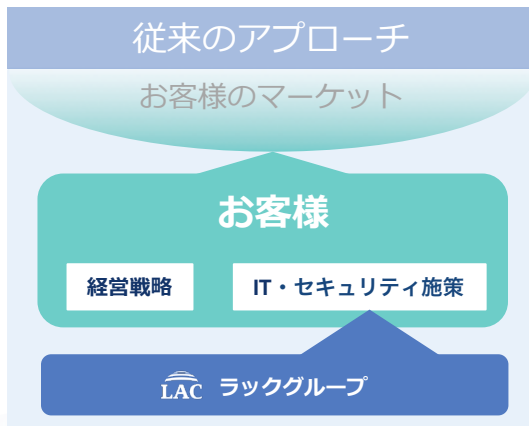 従来のアプローチ
お客様のマーケット
お客様
経営戦略
IT・セキュリティ施策
LAC ラックグループ